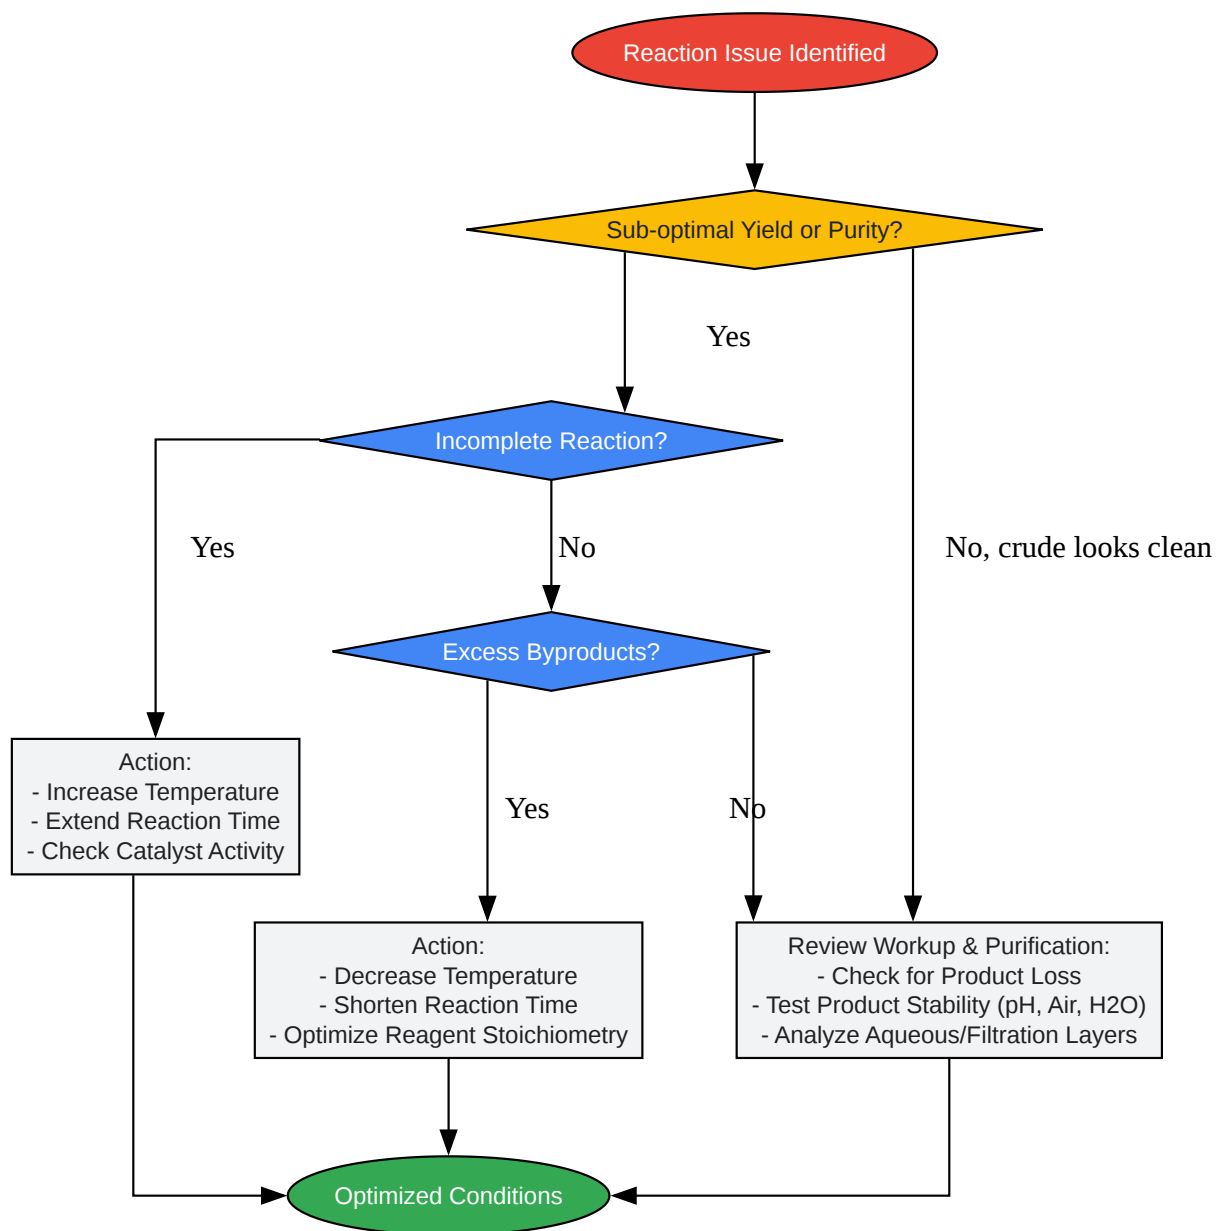 Reaction Issue Identified
Sub-optimal Yield or Purity?
Yes
Incomplete Reaction?
Yes
No
No, crude looks clean
Excess Byproducts?
Action:
- Increase Temperature
- Extend Reaction Time
- Check Catalyst Activity
Yes
No
Action:
- Decrease Temperature
- Shorten Reaction Time
- Optimize Reagent Stoichiometry
Review Workup & Purification:
- Check for Product Loss
- Test Product Stability (pH, Air, H2O)
- Analyze Aqueous/Filtration Layers
Optimized Conditions